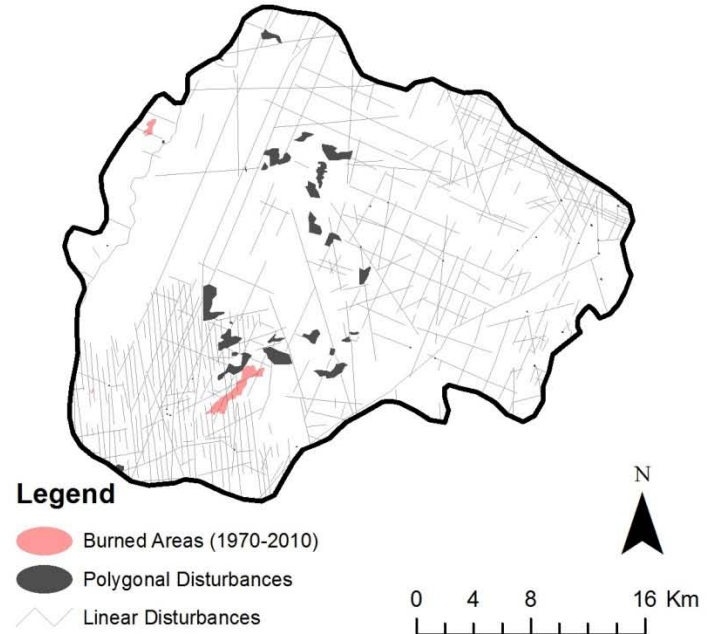 N
Legend
Burned Areas (1970-2010)
Polygonal Disturbances
Linear Disturbances
0 4 8 16 Km